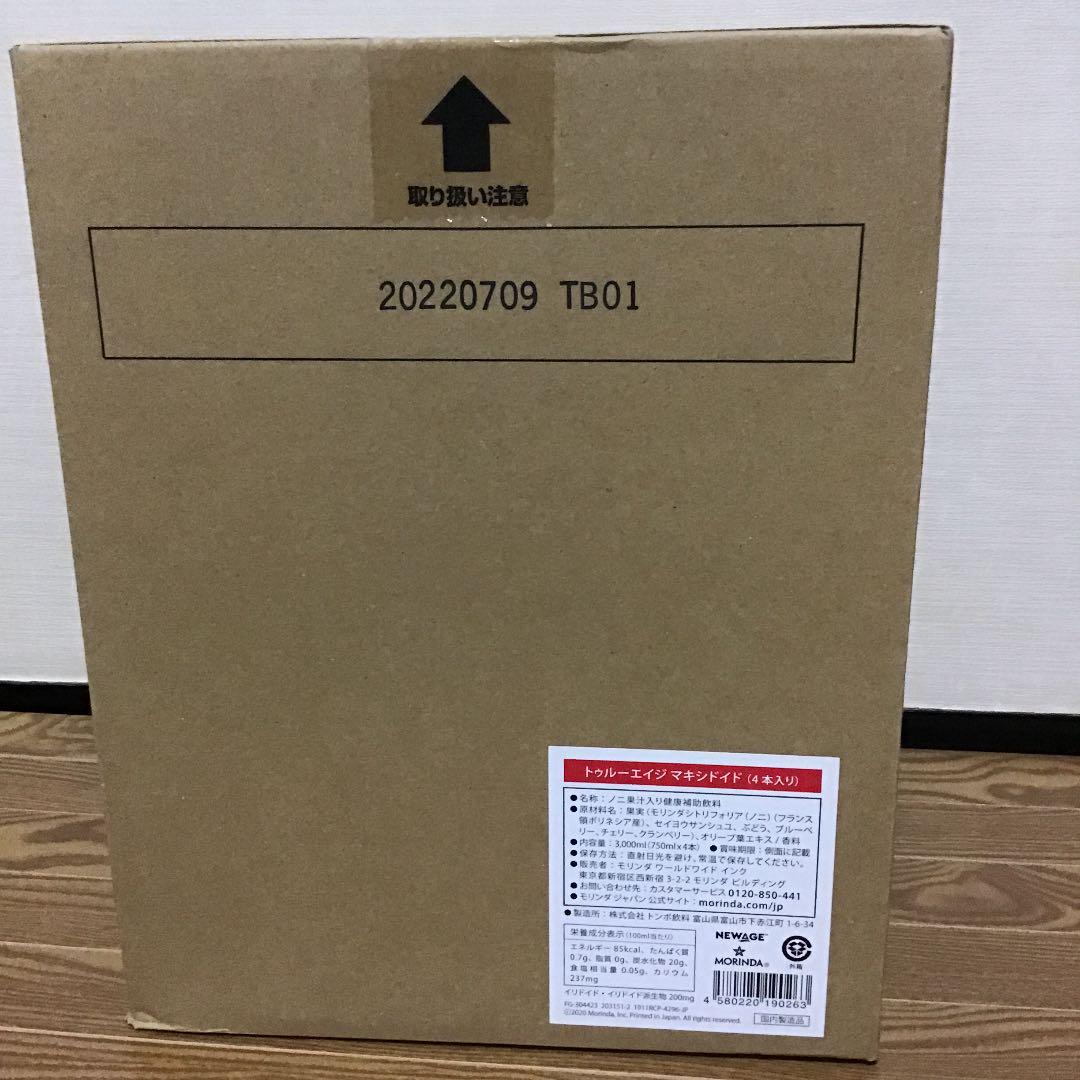 取り扱い注意
20220709 TB01
トゥルーエイジ マキシドイド（4本入り）
●名称：ノニ果汁入り健康補助飲料
●原材料名：果実（モリンダシトリフォリア（ノニ）（フランス
領ポリネシア産）、セイヨウサンシュユ、ぶどう、ブルーベ
リー、チェリー、クランベリー）、オリーブ葉エキス / 香料
●内容量：3,000ml（750ml x 4本） ●賞味期限：側面に記載
●保存方法：直射日光を避け、常温で保存してください。
●販売者：モリンダ ワールドワイド インク
東京都新宿区西新宿 3-2-2 モリンダ ビルディング
●お問い合わせ先：カスタマーサービス 0120-850-441
●モリンダ ジャパン 公式サイト：morinda.com/jp
●製造所：株式会社 トンボ飲料 富山県富山市下赤江町 1-6-34
栄養成分表示（100ml当たり）
エネルギー 85kcal、たんぱく質
0.7g、脂質 0g、炭水化物 20g、
食塩相当量 0.05g、カリウム
237mg
イリドイド・イリドイド派生物 200mg
FG-304423 203151-2 1911RCP-4296-JP
©2020 Morinda, Inc. Printed in Japan. All rights reserved.
NEWAGE™
MORINDA®
外箱
4 580220 190263
国内製造品